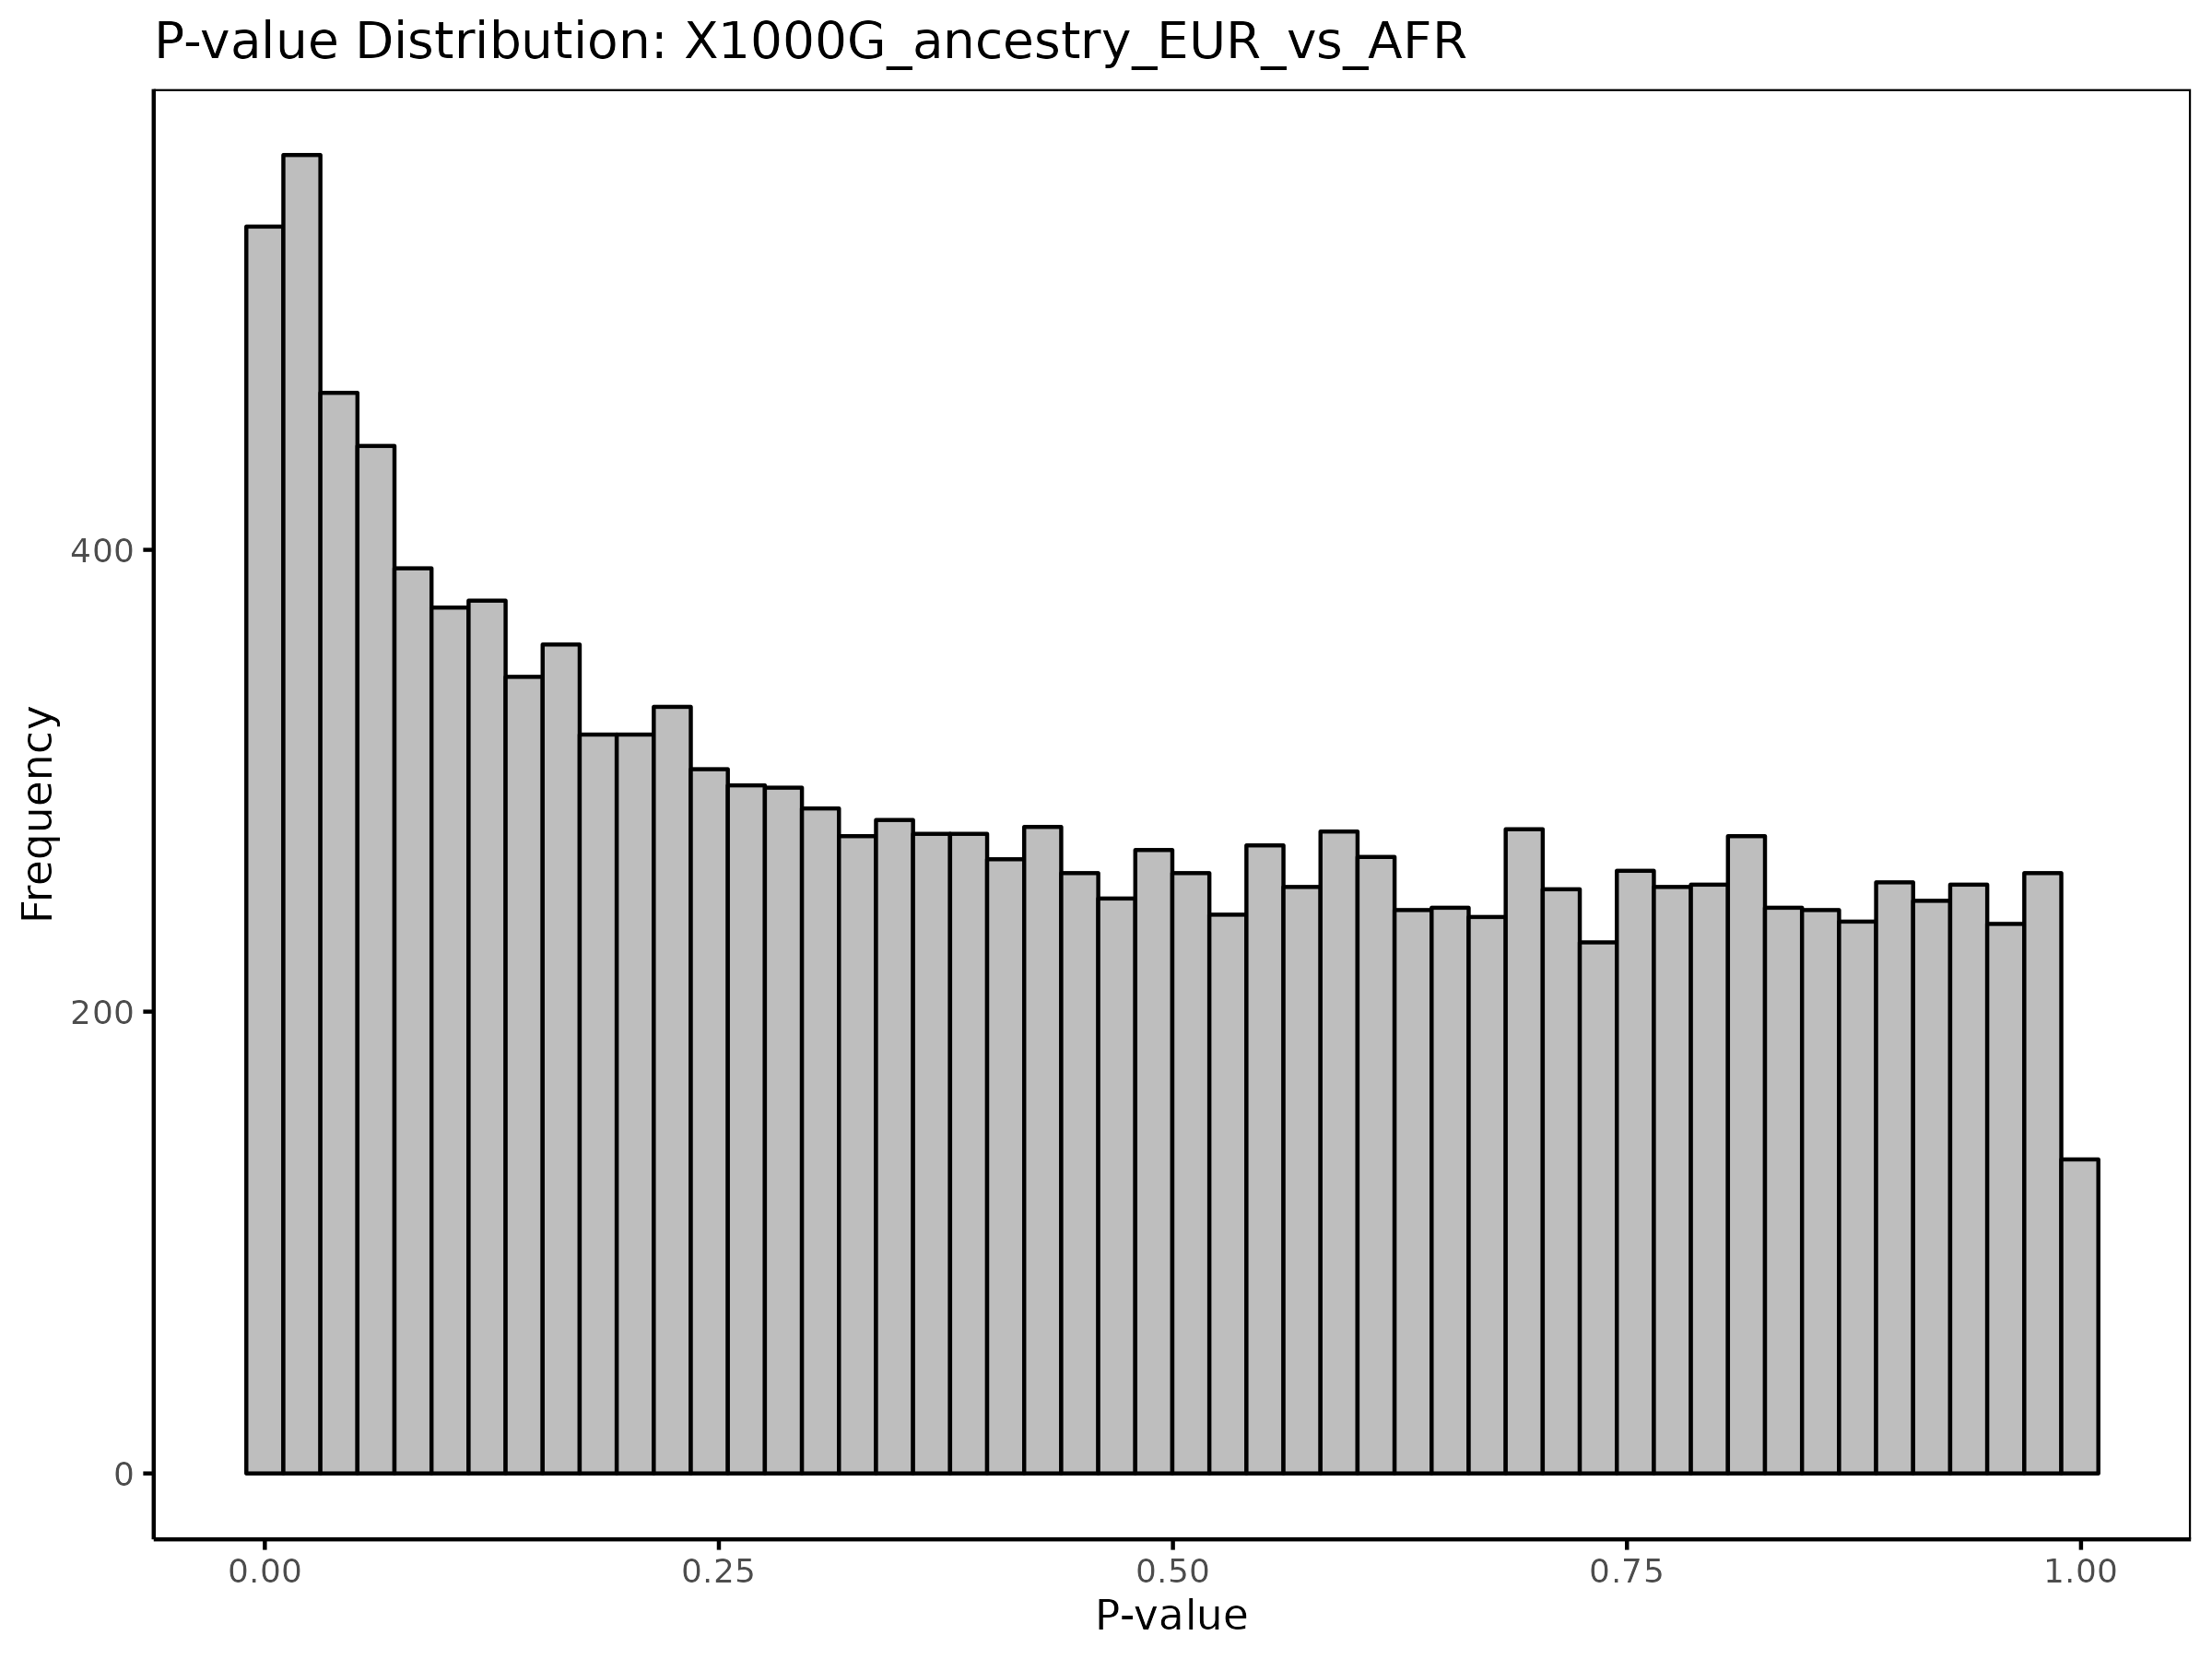 P-value Distribution: X1000G_ancestry_EUR_vs_AFR
Frequency
400
200
0
0.00 0.25 0.50 0.75 1.00
P-value